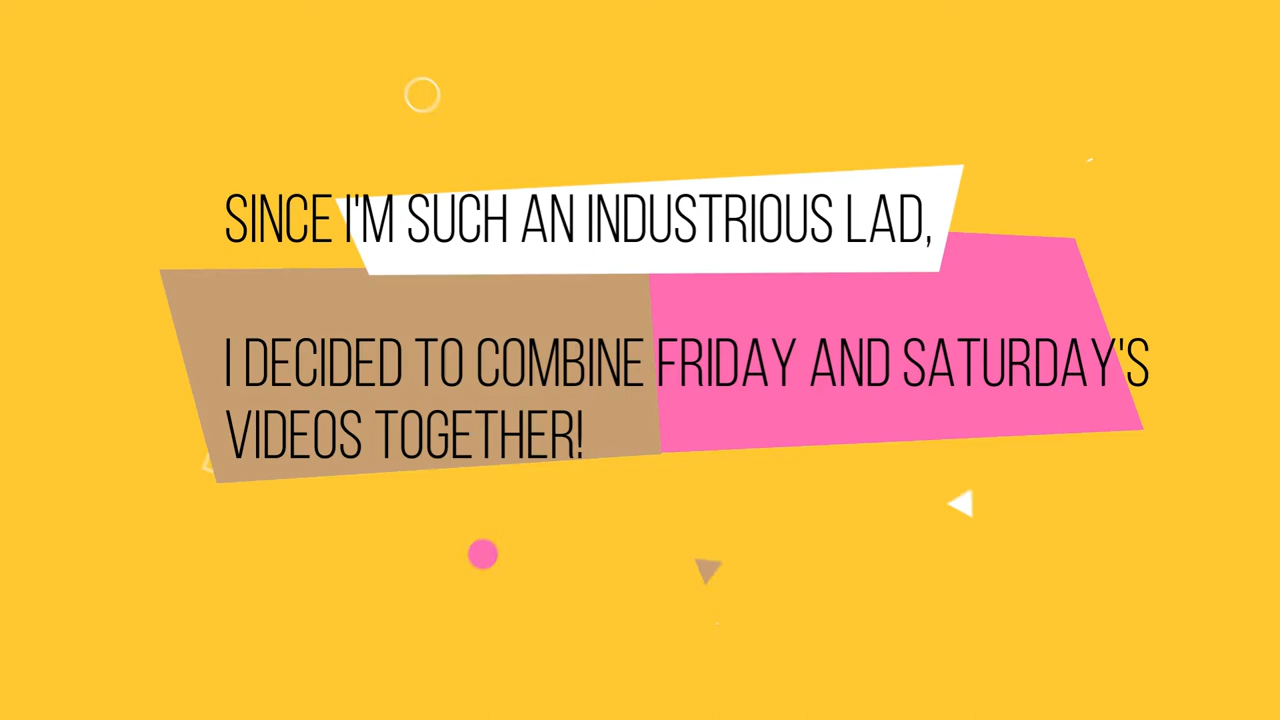 SINCE I'M SUCH AN INDUSTRIOUS LAD,
I DECIDED TO COMBINE FRIDAY AND SATURDAY'S
VIDEOS TOGETHER!